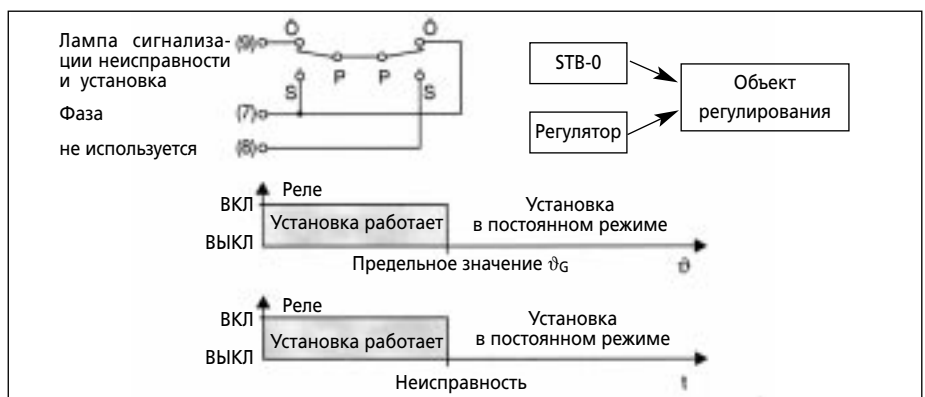 Лампа сигнализа-
ции неисправности
и установка
Фаза
не используется
(9)
Ö
Ö
P
P
S
S
(7)
(8)
STB-0
Регулятор
Объект
регулирования
Реле
ВКЛ
Установка работает
ВЫКЛ
Установка
в постоянном режиме
Предельное значение ϑG
ϑ
Реле
ВКЛ
Установка работает
ВЫКЛ
Установка
в постоянном режиме
Неисправность
t